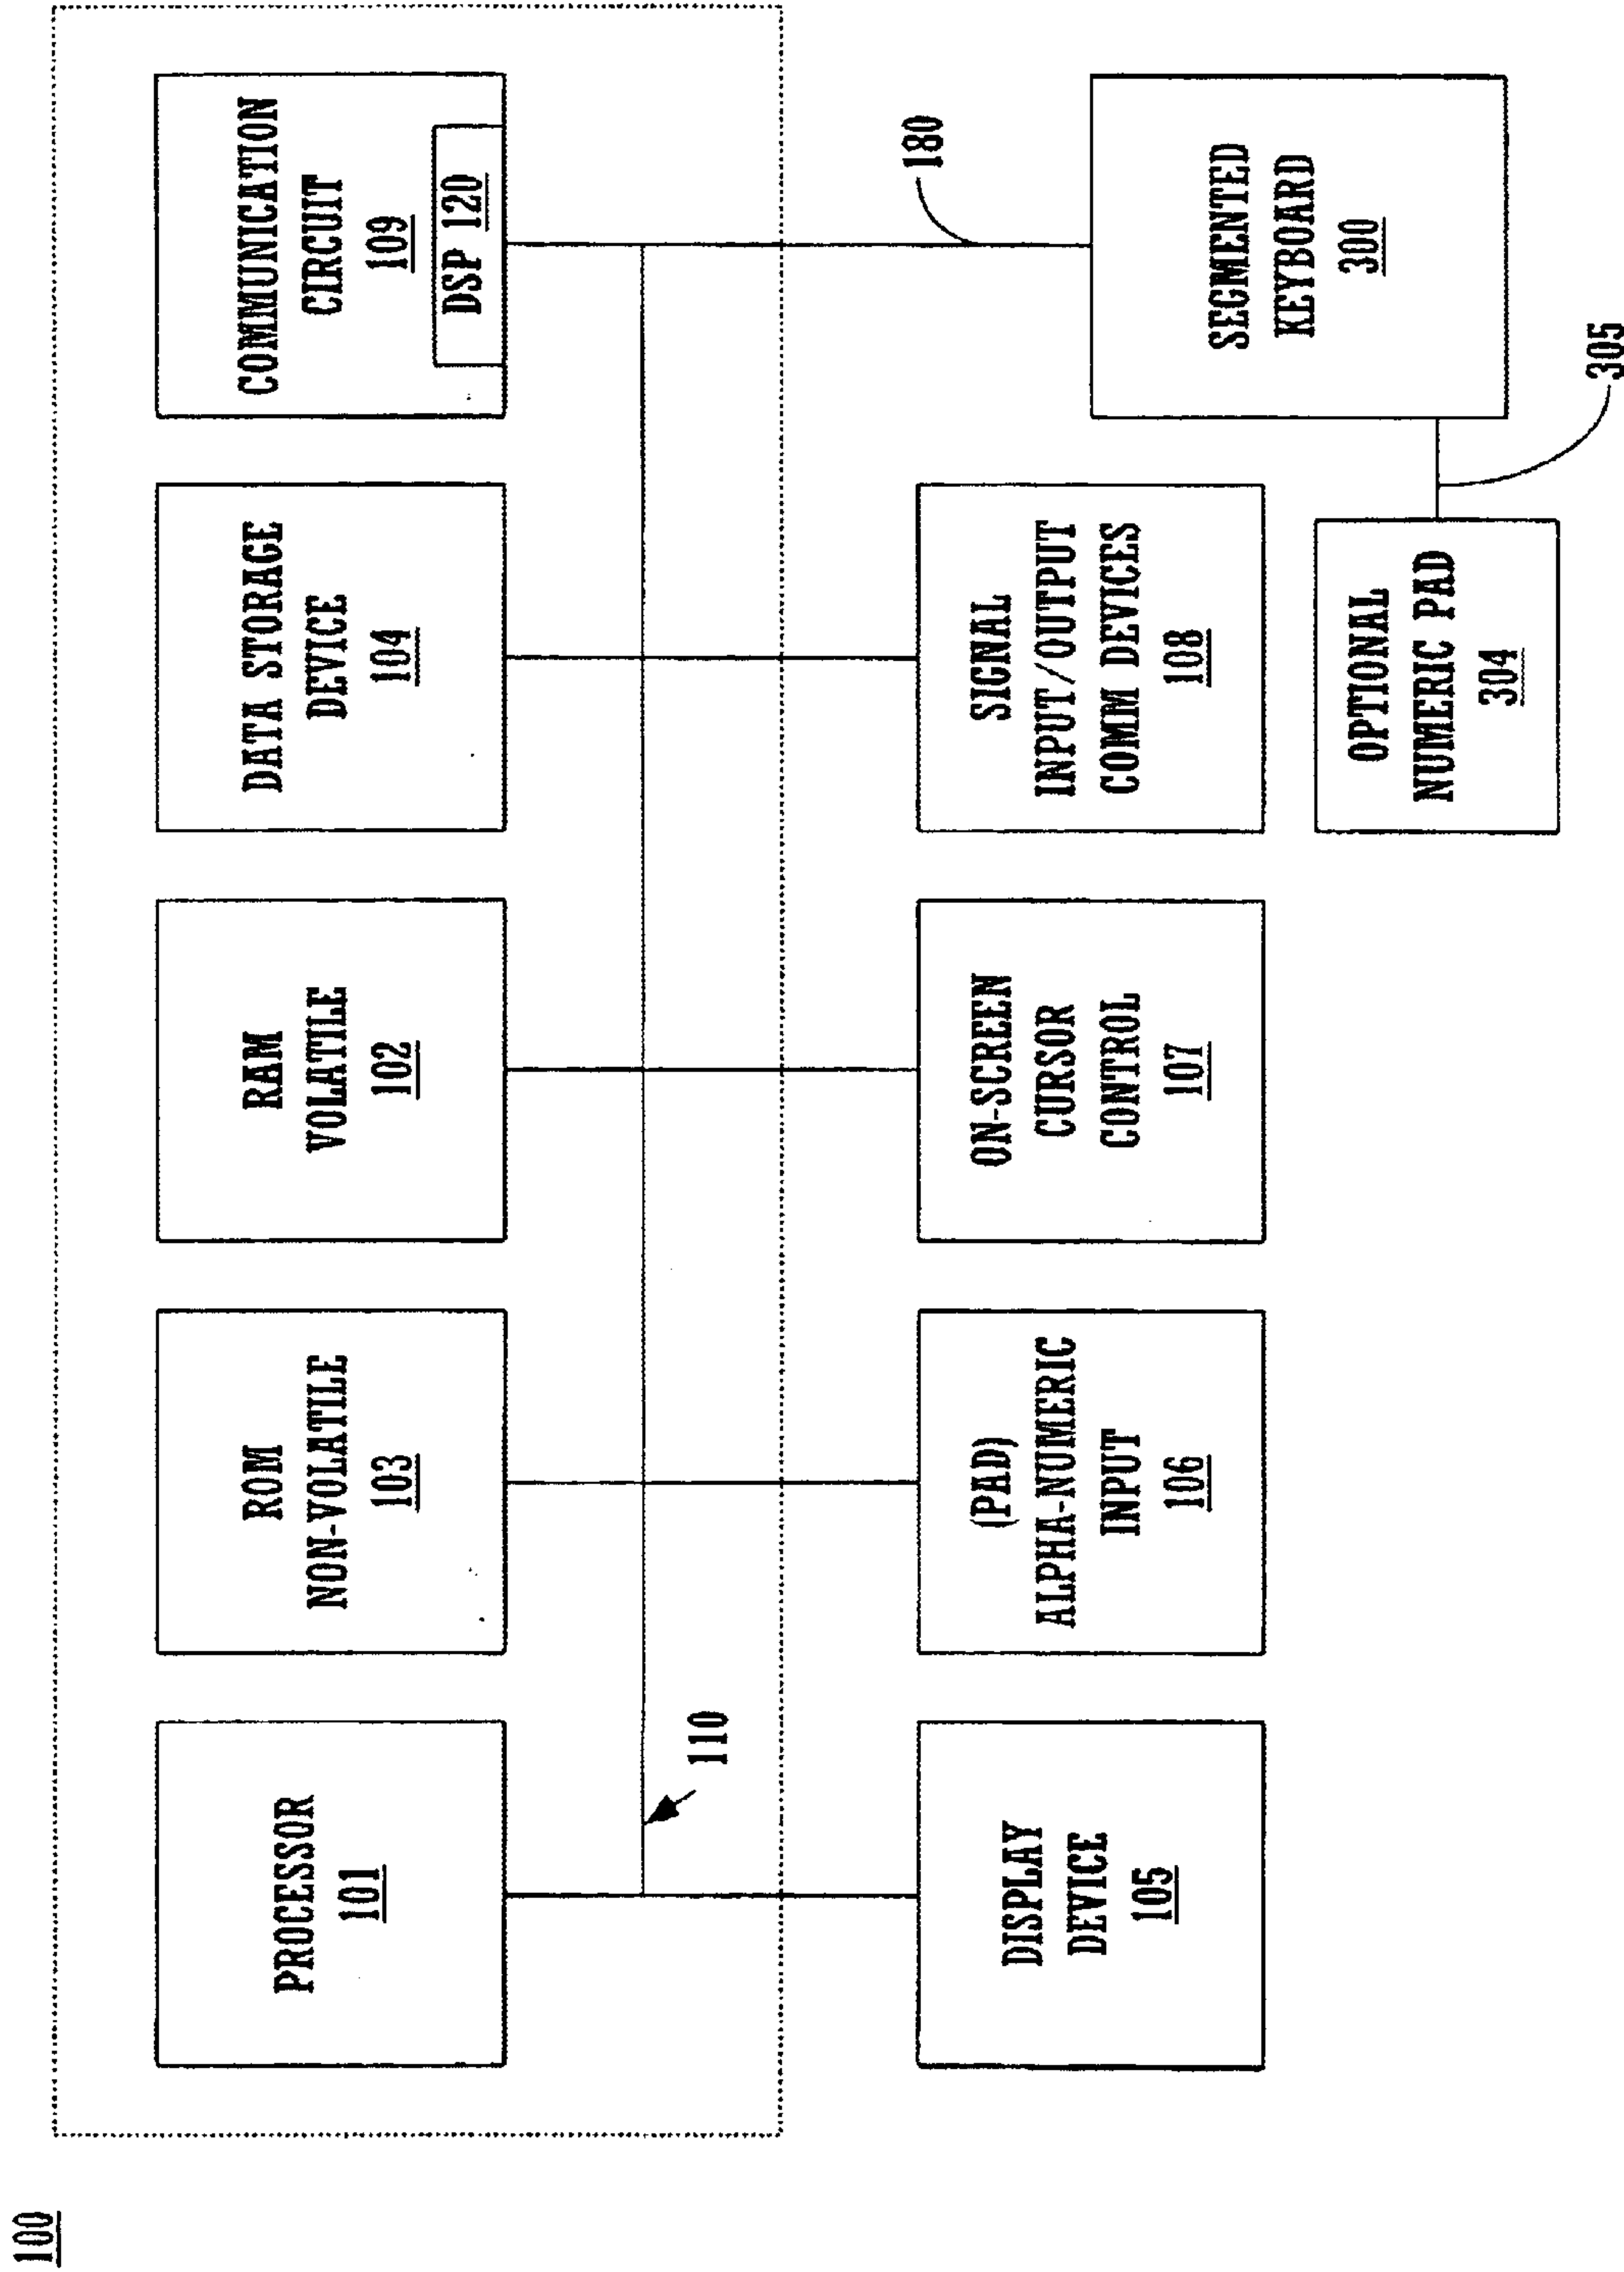 100
PROCESSOR
101
ROM
NON-VOLATILE
103
RAM
VOLATILE
102
DATA STORAGE
DEVICE
104
COMMUNICATION
CIRCUIT
109
DSP 120
110
180
DISPLAY
DEVICE
105
(PAD)
ALPHA-NUMERIC
INPUT
106
ON-SCREEN
CURSOR
CONTROL
107
SIGNAL
INPUT/OUTPUT
COMM DEVICES
108
SEGMENTED
KEYBOARD
300
OPTIONAL
NUMERIC PAD
304
305